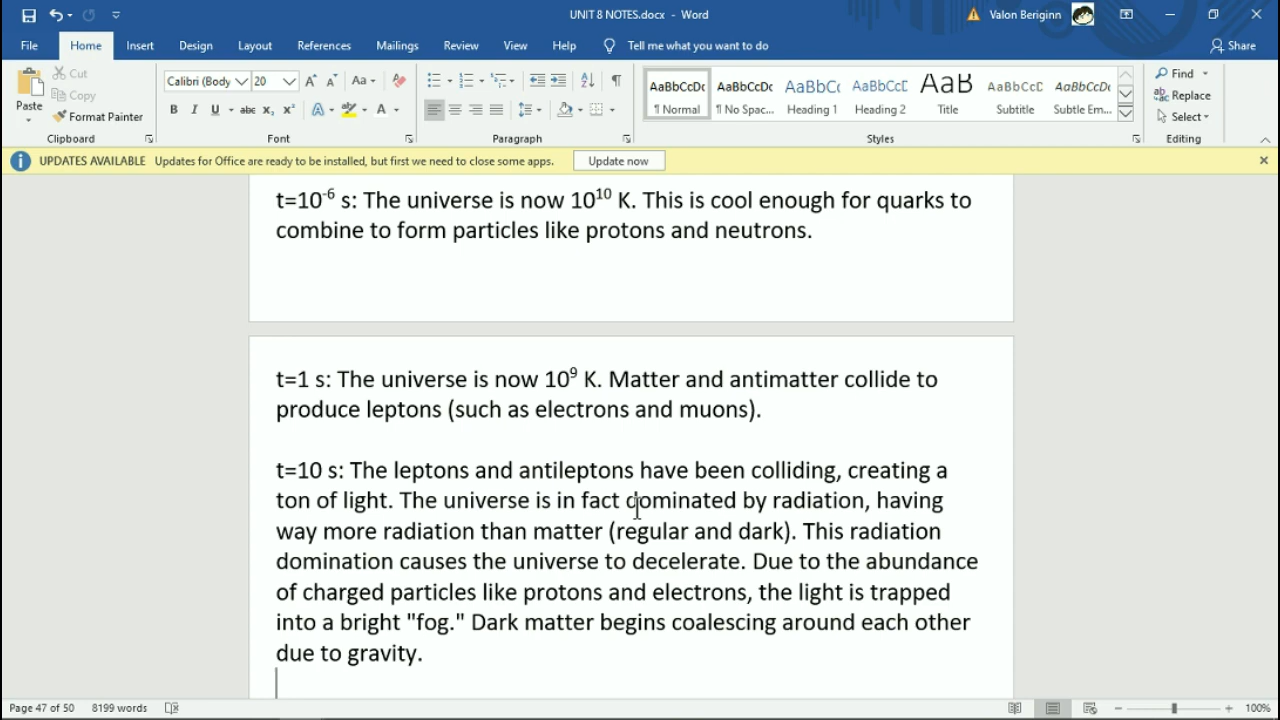 UNIT 8 NOTES.docx - Word
Valon Beriginn
File Home Insert Design Layout References Mailings Review View Help Tell me what you want to do Share
Paste
Cut
Copy
Format Painter
Clipboard
Calibri (Body 20
Aa
B I U abc x₂ x² A A
Font
Paragraph
AaBbCcDc AaBbCcDc AaBbCc AaBbCcD AaB AaBbCcD AaBbCcDc
¶ Normal ¶ No Spac... Heading 1 Heading 2 Title Subtitle Subtle Em...
Styles
Find
Replace
Select
Editing
UPDATES AVAILABLE Updates for Office are ready to be installed, but first we need to close some apps. Update now
t=10⁻⁶ s: The universe is now 10¹⁰ K. This is cool enough for quarks to
combine to form particles like protons and neutrons.
t=1 s: The universe is now 10⁹ K. Matter and antimatter collide to
produce leptons (such as electrons and muons).
t=10 s: The leptons and antileptons have been colliding, creating a
ton of light. The universe is in fact dominated by radiation, having
way more radiation than matter (regular and dark). This radiation
domination causes the universe to decelerate. Due to the abundance
of charged particles like protons and electrons, the light is trapped
into a bright "fog." Dark matter begins coalescing around each other
due to gravity.
Page 47 of 50 8199 words 100%